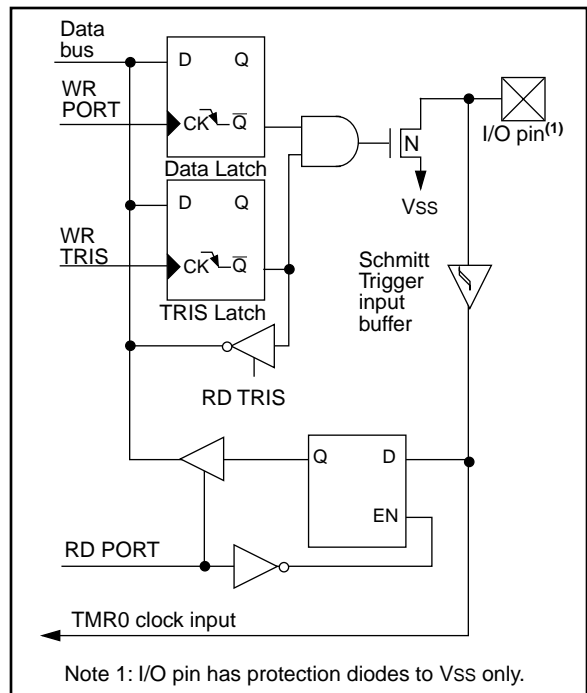 Data
bus
D Q
WR
PORT
CK Q
Data Latch
I/O pin(1)
N
VSS
D Q
WR
TRIS
CK Q
TRIS Latch
Schmitt
Trigger
input
buffer
RD TRIS
Q D
EN
RD PORT
TMR0 clock input
Note 1: I/O pin has protection diodes to VSS only.